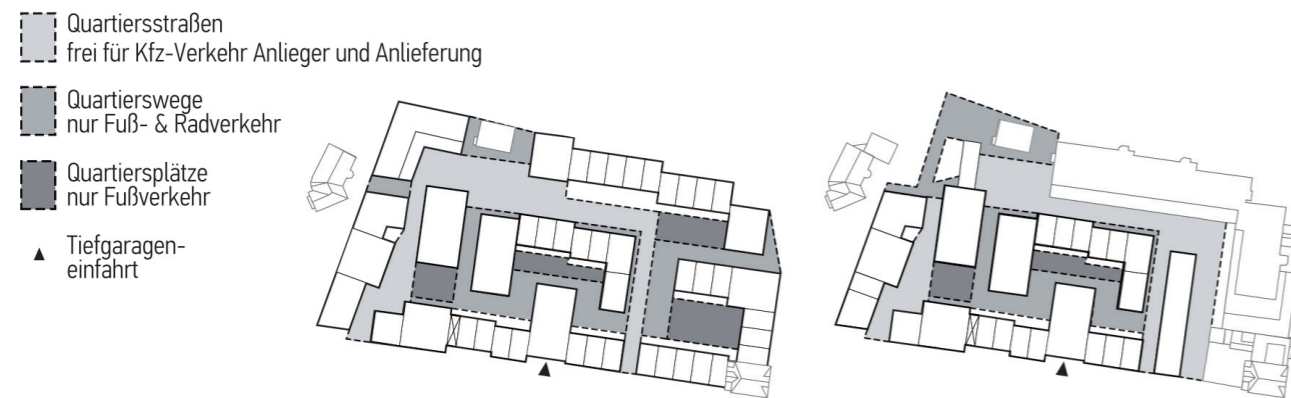 Quartiersstraßen
frei für Kfz-Verkehr Anlieger und Anlieferung
Quartierswege
nur Fuß- & Radverkehr
Quartiersplätze
nur Fußverkehr
Tiefgaragen-
einfahrt